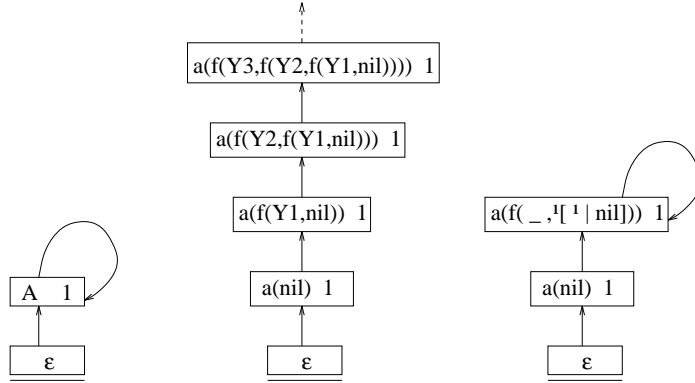 a(f(Y3,f(Y2,f(Y1,nil)))) 1
a(f(Y2,f(Y1,nil))) 1
a(f(Y1,nil)) 1
a(f( _ ,¹[ ¹ | nil])) 1
A 1
a(nil) 1
a(nil) 1
ε
ε
ε